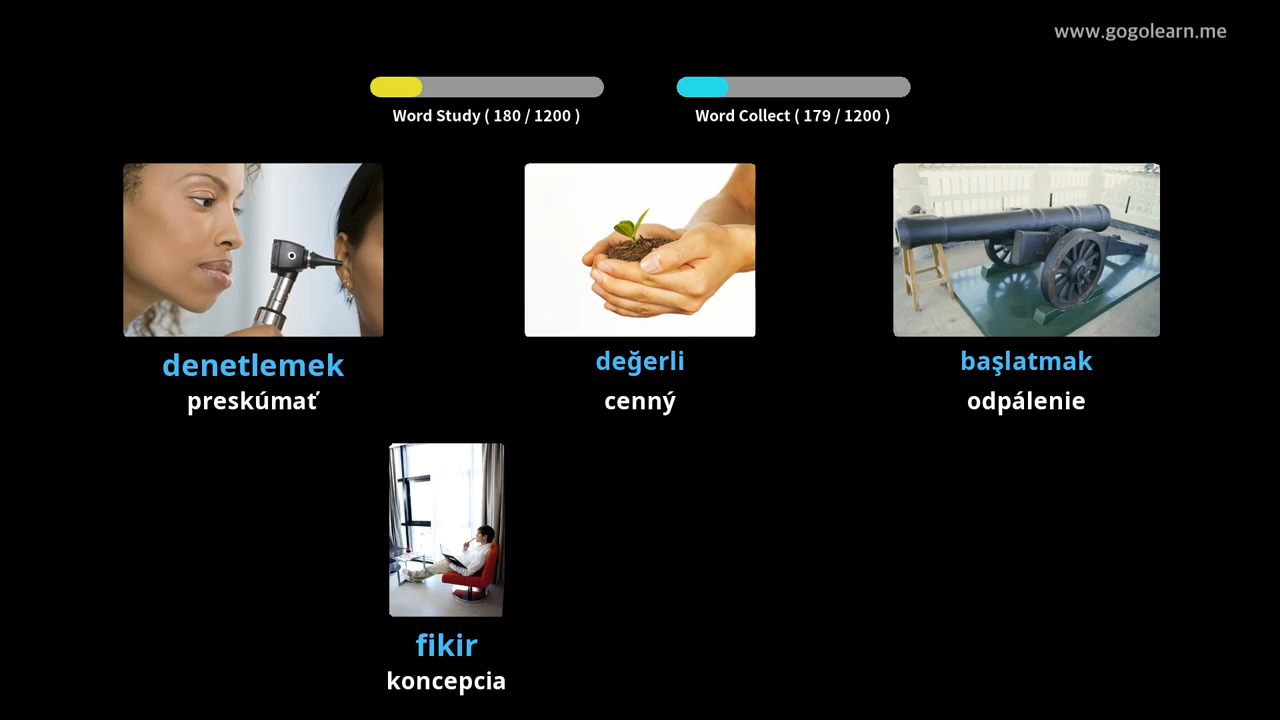 www.gogolearn.me
Word Study ( 180 / 1200 )
Word Collect ( 179 / 1200 )
denetlemek
preskúmať
değerli
cenný
başlatmak
odpálenie
fikir
koncepcia